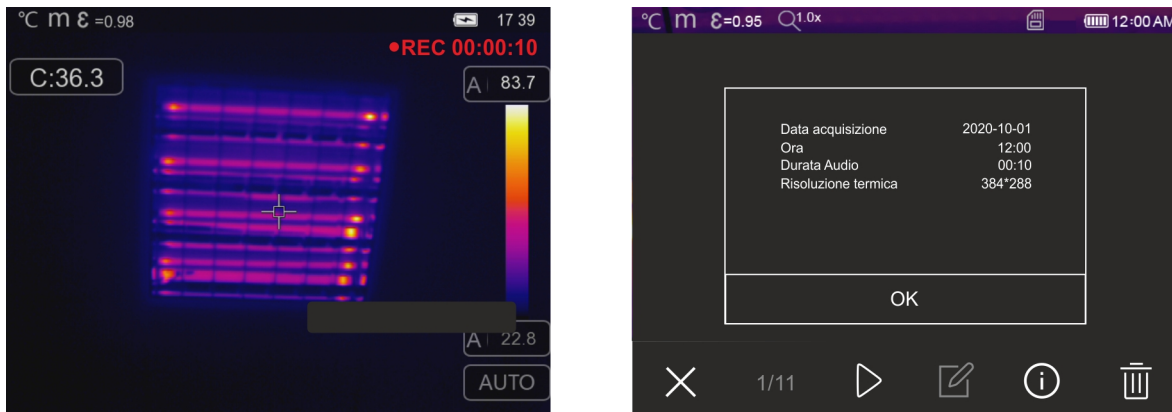 °C m ε =0.98 17 39
●REC 00:00:10
C:36.3
A 83.7
A 22.8
AUTO
°C m ε=0.95 1.0x 12:00 AM
Data acquisizione 2020-10-01
Ora 12:00
Durata Audio 00:10
Risoluzione termica 384*288
OK
1/11